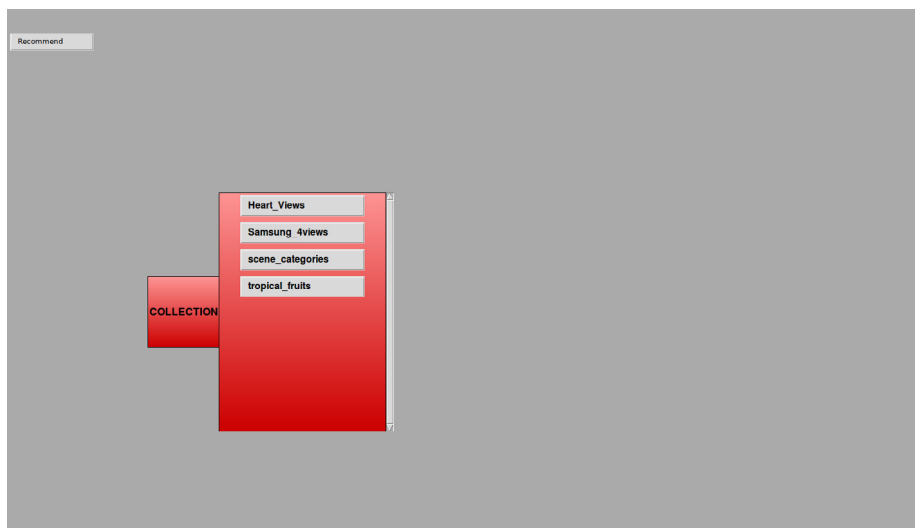 Recommend
Heart_Views
Samsung 4views
scene_categories
tropical_fruits
COLLECTION